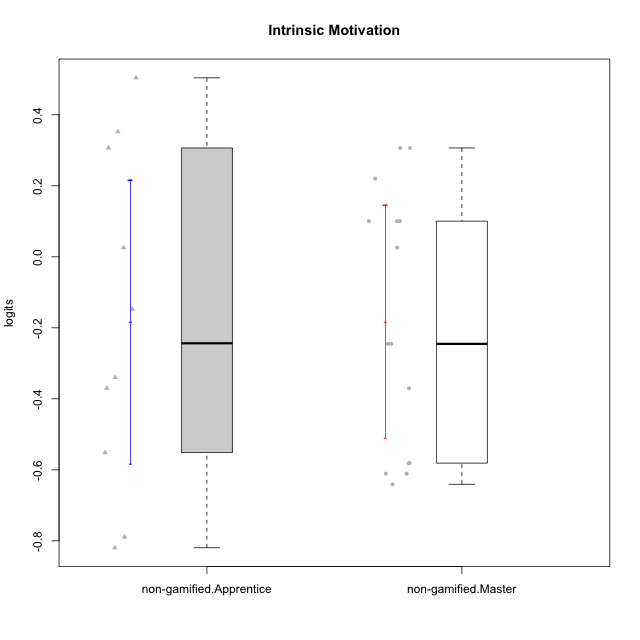 Intrinsic Motivation
logits
0.4
0.2
0.0
-0.2
-0.4
-0.6
-0.8
non-gamified.Apprentice
non-gamified.Master